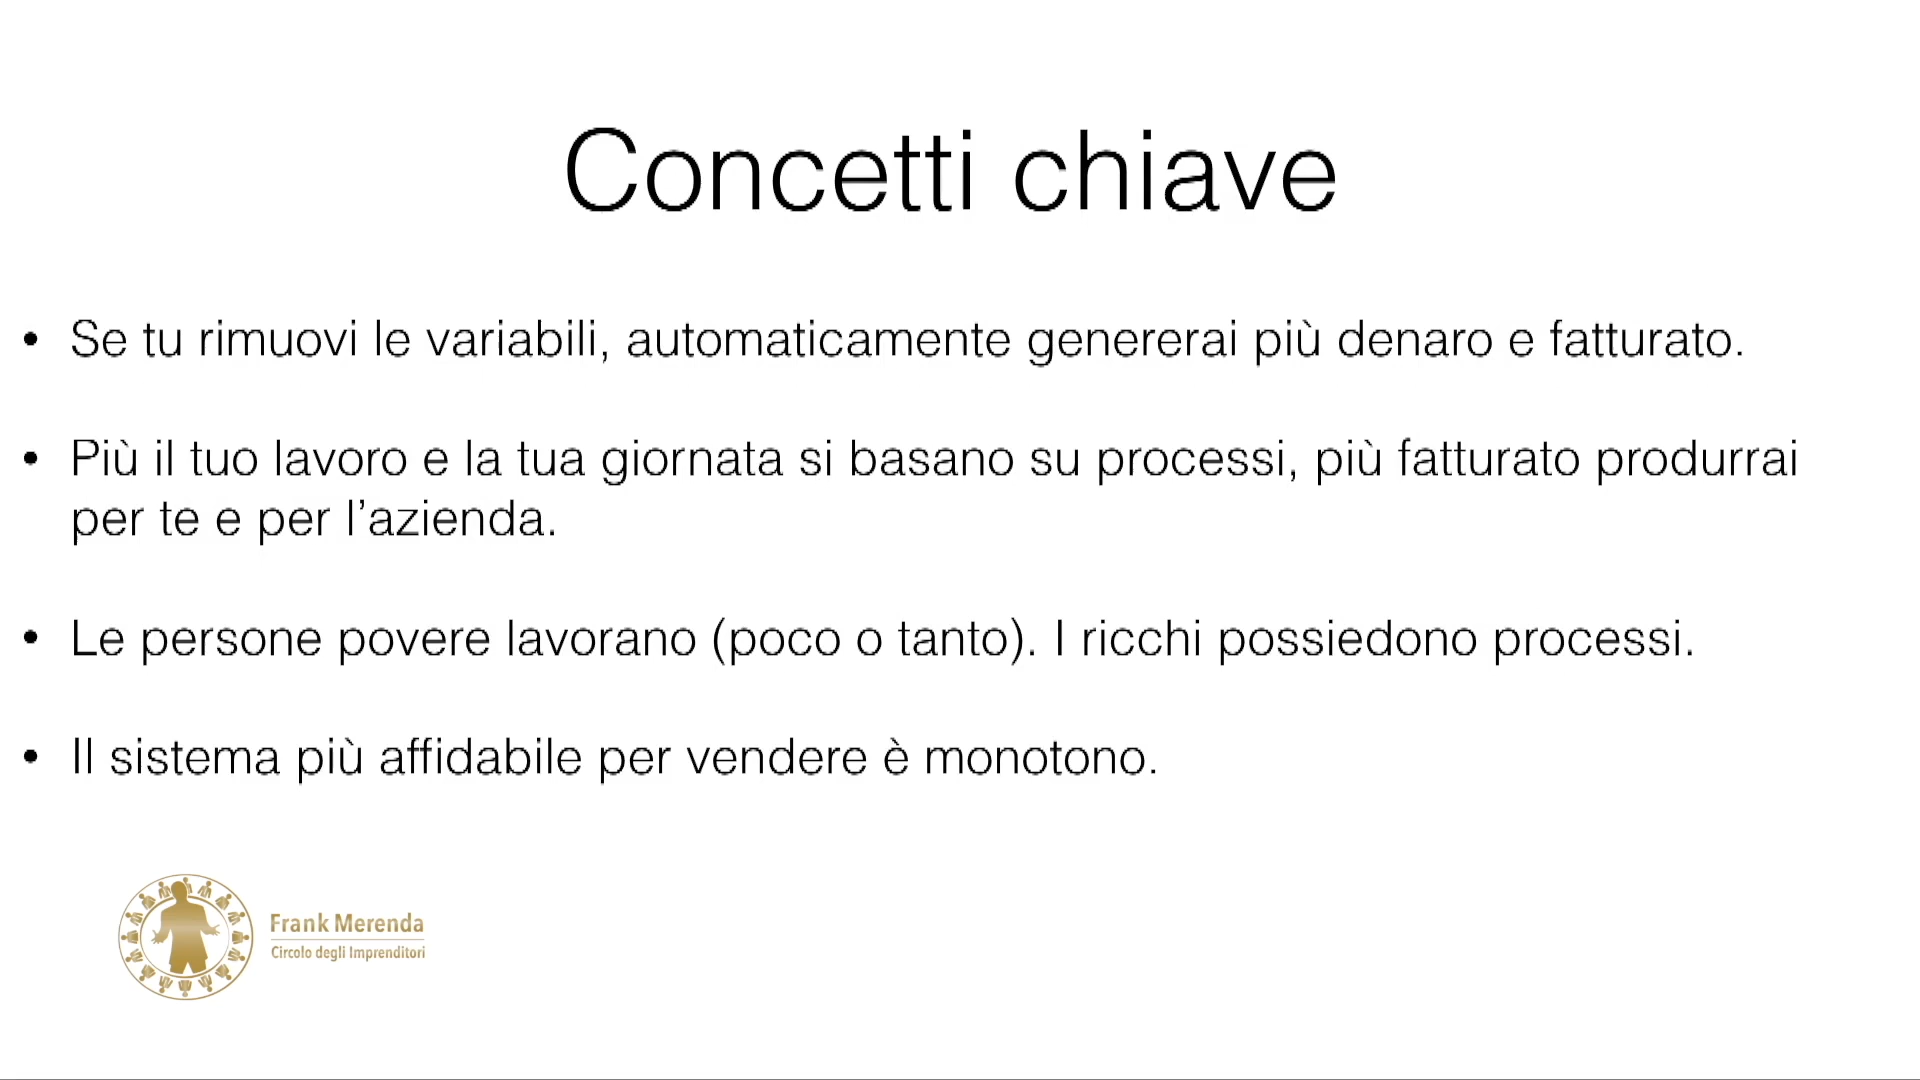 Concetti chiave
• Se tu rimuovi le variabili, automaticamente genererai più denaro e fatturato.
• Più il tuo lavoro e la tua giornata si basano su processi, più fatturato produrrai
per te e per l’azienda.
• Le persone povere lavorano (poco o tanto). I ricchi possiedono processi.
• Il sistema più affidabile per vendere è monotono.
Frank Merenda
Circolo degli Imprenditori